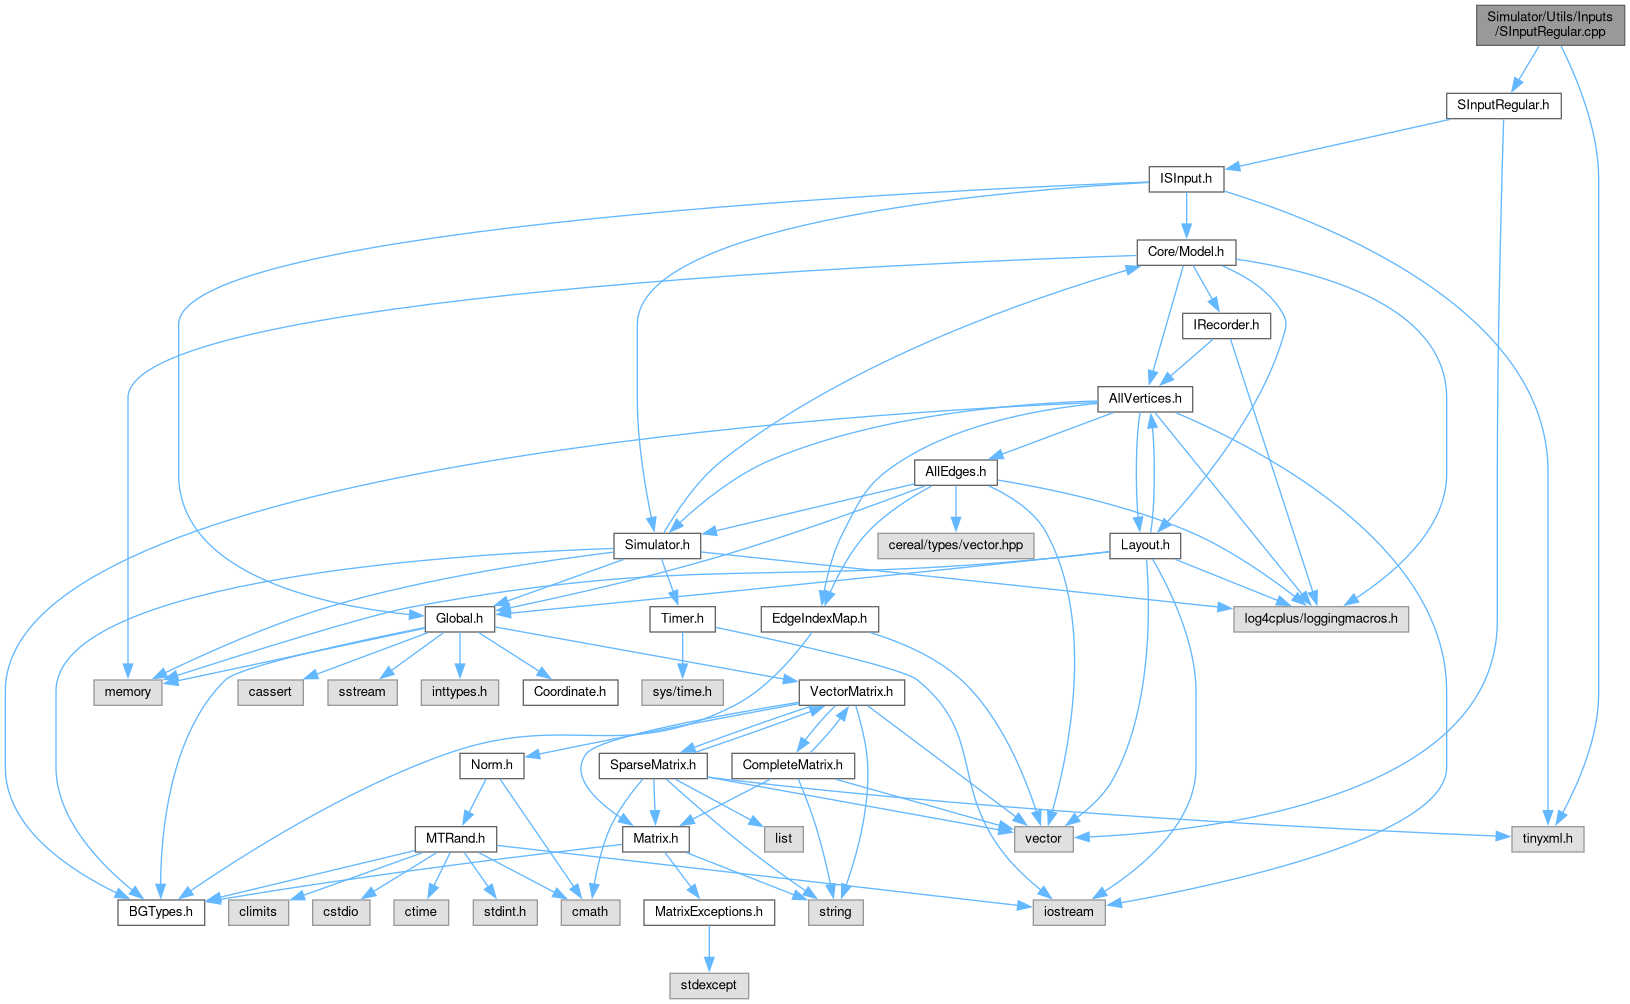 Simulator/Utils/Inputs
/SInputRegular.cpp
SInputRegular.h
ISInput.h
Core/Model.h
IRecorder.h
AllVertices.h
AllEdges.h
Simulator.h
cereal/types/vector.hpp
Layout.h
Global.h
Timer.h
EdgeIndexMap.h
log4cplus/loggingmacros.h
memory
cassert
sstream
inttypes.h
Coordinate.h
sys/time.h
VectorMatrix.h
Norm.h
SparseMatrix.h
CompleteMatrix.h
MTRand.h
Matrix.h
list
vector
tinyxml.h
BGTypes.h
climits
cstdio
ctime
stdint.h
cmath
MatrixExceptions.h
string
iostream
stdexcept